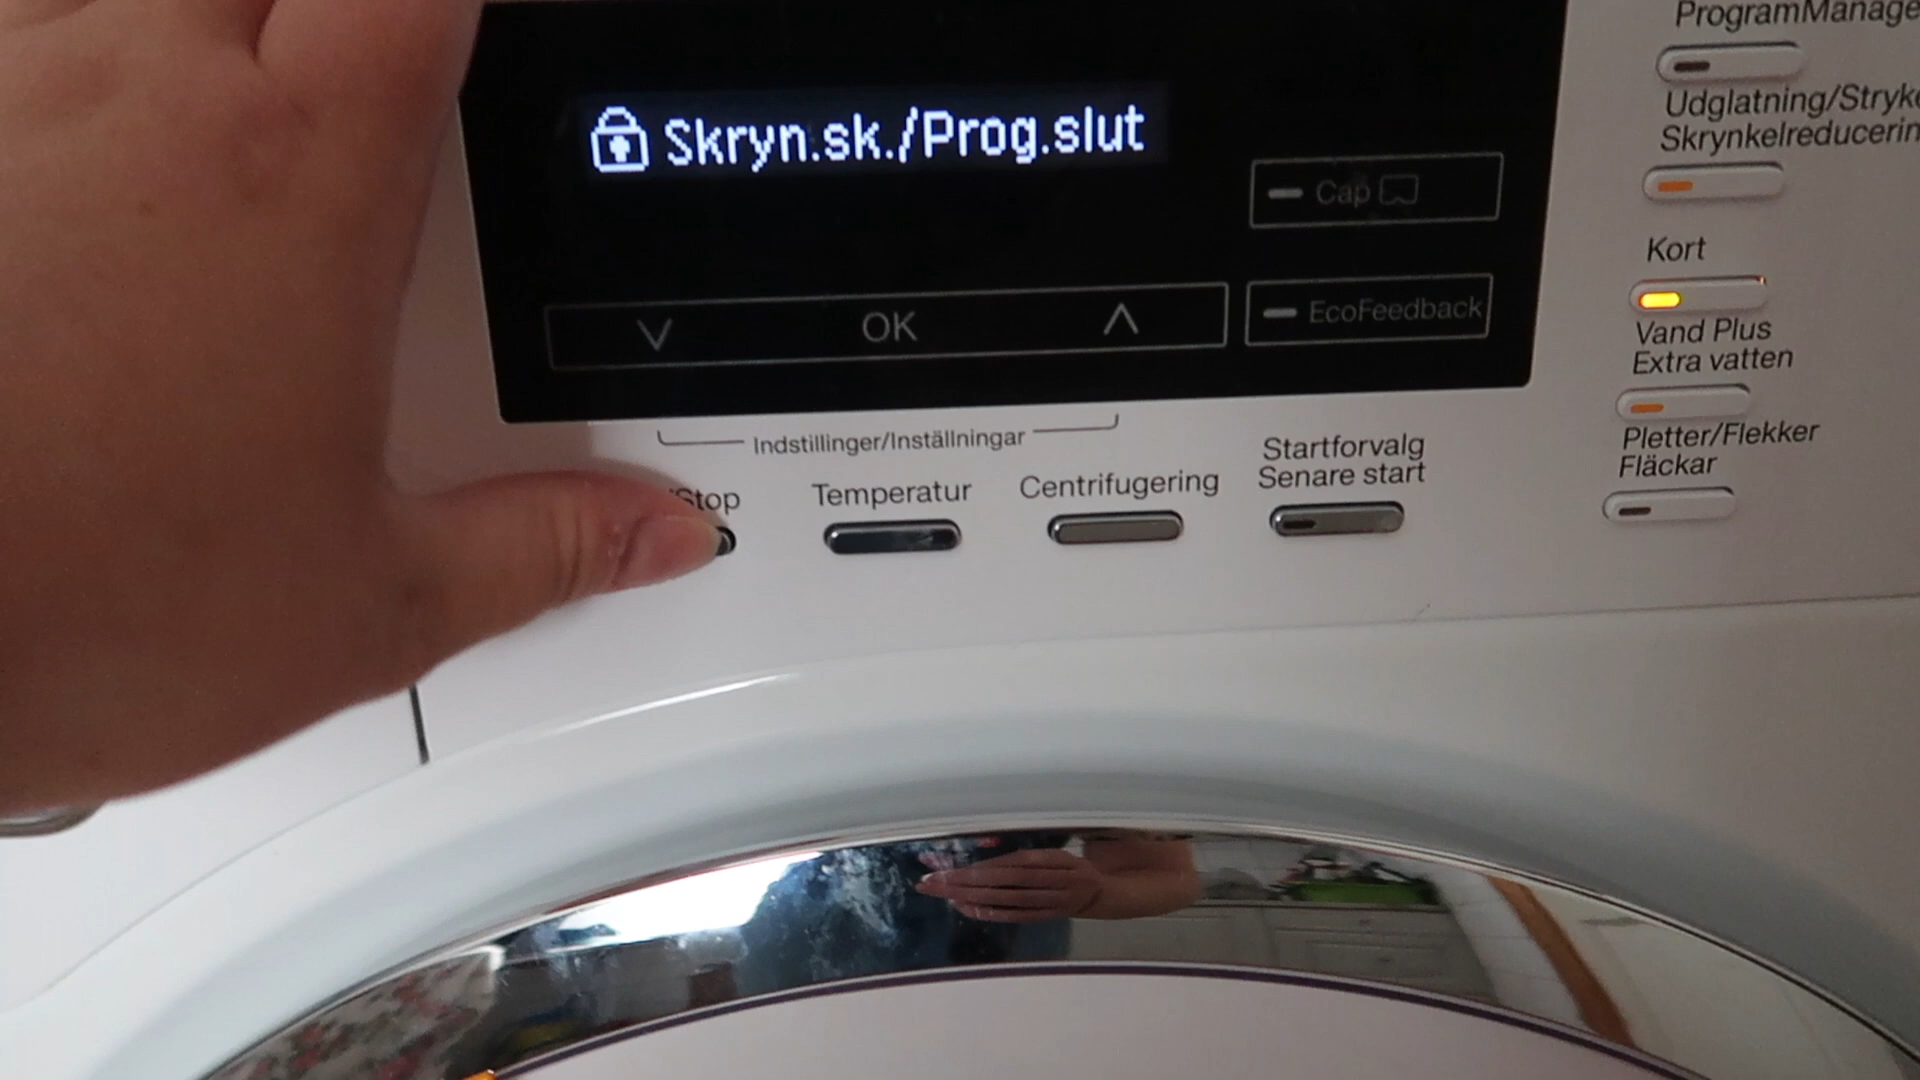 Skryn.sk./Prog.slut
Cap
OK
EcoFeedback
Indstillinger/Inställningar
Stop
Temperatur
Centrifugering
Startforvalg
Senare start
ProgramManage
Udglatning/Stryke
Skrynkelreducerin
Kort
Vand Plus
Extra vatten
Pletter/Flekker
Fläckar